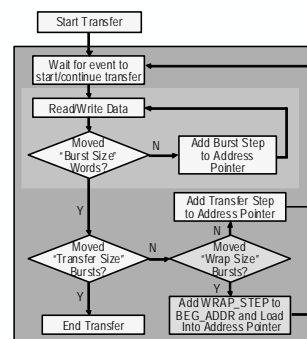 Start Transfer
Wait for event to
start/continue transfer
Read/Write Data
Moved
"Burst Size"
Words?
N
Add Burst Step
to Address
Pointer
Y
Add Transfer Step
to Address Pointer
N
Moved
"Transfer Size"
Bursts?
N
Moved
"Wrap Size"
Bursts?
Y
Y
End Transfer
Add WRAP_STEP to
BEG_ADDR and Load
Into Address Pointer